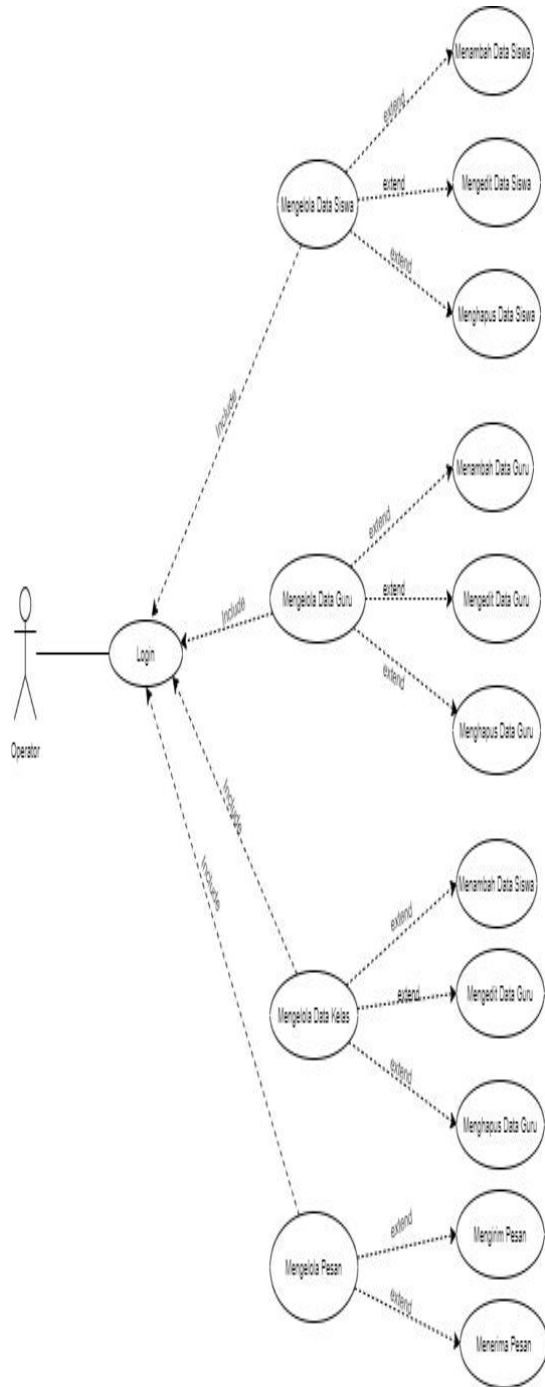 Menambah Data Siswa
extend
Mengelola Data Siswa
extend
Mengedit Data Siswa
extend
Menghapus Data Siswa
Include
Menambah Data Guru
extend
Mengelola Data Guru
extend
Mengedit Data Guru
Include
extend
Login
Menghapus Data Guru
Operator
Include
Include
Menambah Data Siswa
extend
Mengelola Data Kelas
extend
Mengedit Data Guru
extend
Menghapus Data Guru
extend
Mengirim Pesan
Mengelola Pesan
extend
Menerima Pesan